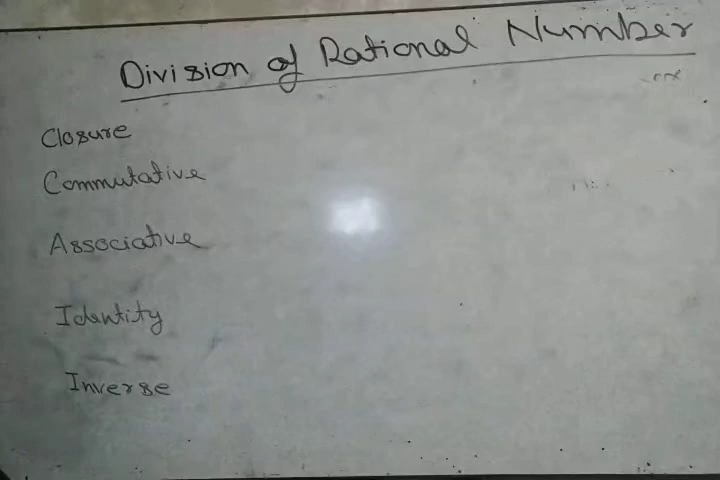 Division of Rational Number
Closure
Commutative
Associative
Identity
Inverse